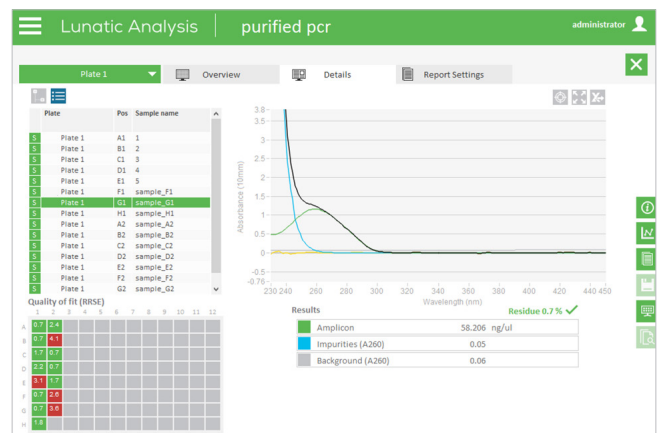 Lunatic Analysis purified pcr administrator
Plate 1 Overview Details Report Settings
Plate Pos Sample name
S Plate 1 A1 1
S Plate 1 B1 2
S Plate 1 C1 3
S Plate 1 D1 4
S Plate 1 E1 5
S Plate 1 F1 sample_F1
S Plate 1 G1 sample_G1
S Plate 1 H1 sample_H1
S Plate 1 A2 sample_A2
S Plate 1 B2 sample_B2
S Plate 1 C2 sample_C2
S Plate 1 D2 sample_D2
S Plate 1 E2 sample_E2
S Plate 1 F2 sample_F2
S Plate 1 G2 sample_G2
Quality of fit (RRSE)
1 2 3 4 5 6 7 8 9 10 11 12
A 0.7 2.4
B 0.7 4.1
C 1.7 0.7
D 2.2 0.7
E 3.1 1.7
F 0.7 2.6
G 0.7 3.6
H 1.8
Absorbance (10mm)
3.8
3.5
3
2.5
2
1.5
1
0.5
0
-0.5
-0.76
230 240 260 280 300 320 340 360 380 400 420 440 450
Wavelength (nm)
Results Residue 0.7 %
Amplicon 58.206 ng/ul
Impurities (A260) 0.05
Background (A260) 0.06